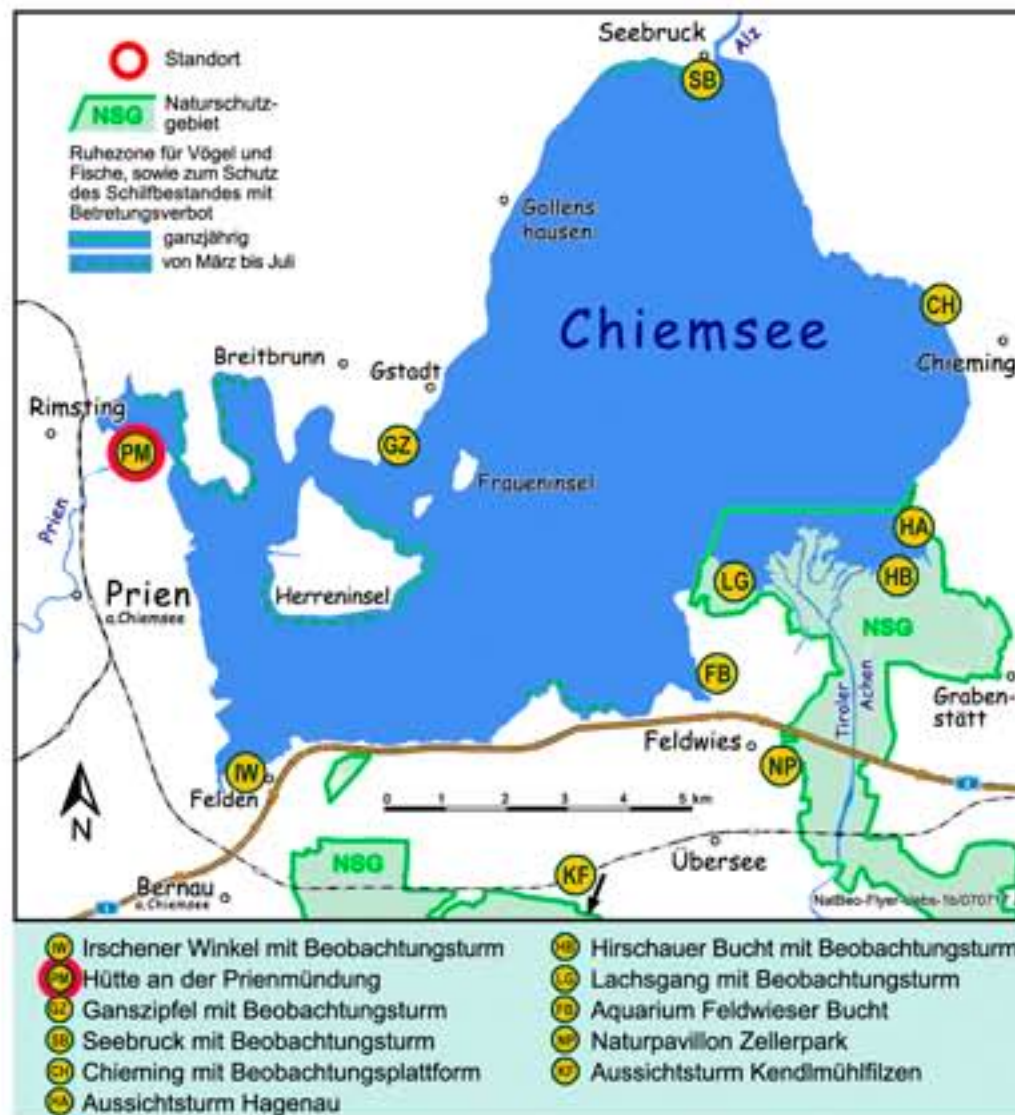 Standort
NSG
Naturschutz-
gebiet
Ruhezone für Vögel und
Fische, sowie zum Schutz
des Schilfbestandes mit
Betretungsverbot
ganzjährig
von März bis Juli
Seebruck
Alz
SB
Gollens
hausen
Chiemsee
CH
Chieming
Breitbrunn
Gstadt
Rimsting
PM
GZ
Fraueninsel
Prien
Prien
a.Chiemsee
Herreninsel
HA
LG
HB
NSG
FB
Tiroler
Achen
Graben-
stätt
Feldwies
NP
IW
Felden
N
0 1 2 3 4 5 km
NSG
KF
Übersee
Bernau
a.Chiemsee
IW Irschener Winkel mit Beobachtungsturm
PM Hütte an der Prienmündung
GZ Ganszipfel mit Beobachtungsturm
SB Seebruck mit Beobachtungsturm
CH Chieming mit Beobachtungsplattform
HA Aussichtsturm Hagenau
HB Hirschauer Bucht mit Beobachtungsturm
LG Lachsgang mit Beobachtungsturm
FB Aquarium Feldwieser Bucht
NP Naturpavillon Zellerpark
KF Aussichtsturm Kendlmühlfilzen